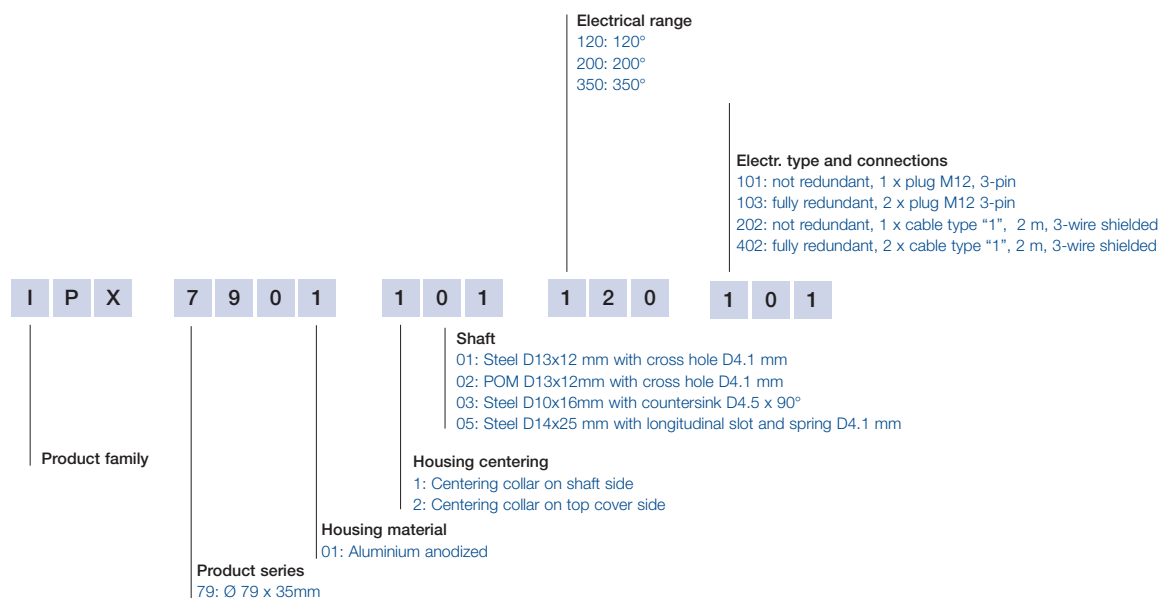 Electrical range
120: 120°
200: 200°
350: 350°
Electr. type and connections
101: not redundant, 1 x plug M12, 3-pin
103: fully redundant, 2 x plug M12 3-pin
202: not redundant, 1 x cable type “1”, 2 m, 3-wire shielded
402: fully redundant, 2 x cable type “1”, 2 m, 3-wire shielded
I P X 7 9 0 1 1 0 1 1 2 0 1 0 1
Shaft
01: Steel D13x12 mm with cross hole D4.1 mm
02: POM D13x12mm with cross hole D4.1 mm
03: Steel D10x16mm with countersink D4.5 x 90°
05: Steel D14x25 mm with longitudinal slot and spring D4.1 mm
Product family
Housing centering
1: Centering collar on shaft side
2: Centering collar on top cover side
Housing material
01: Aluminium anodized
Product series
79: Ø 79 x 35mm